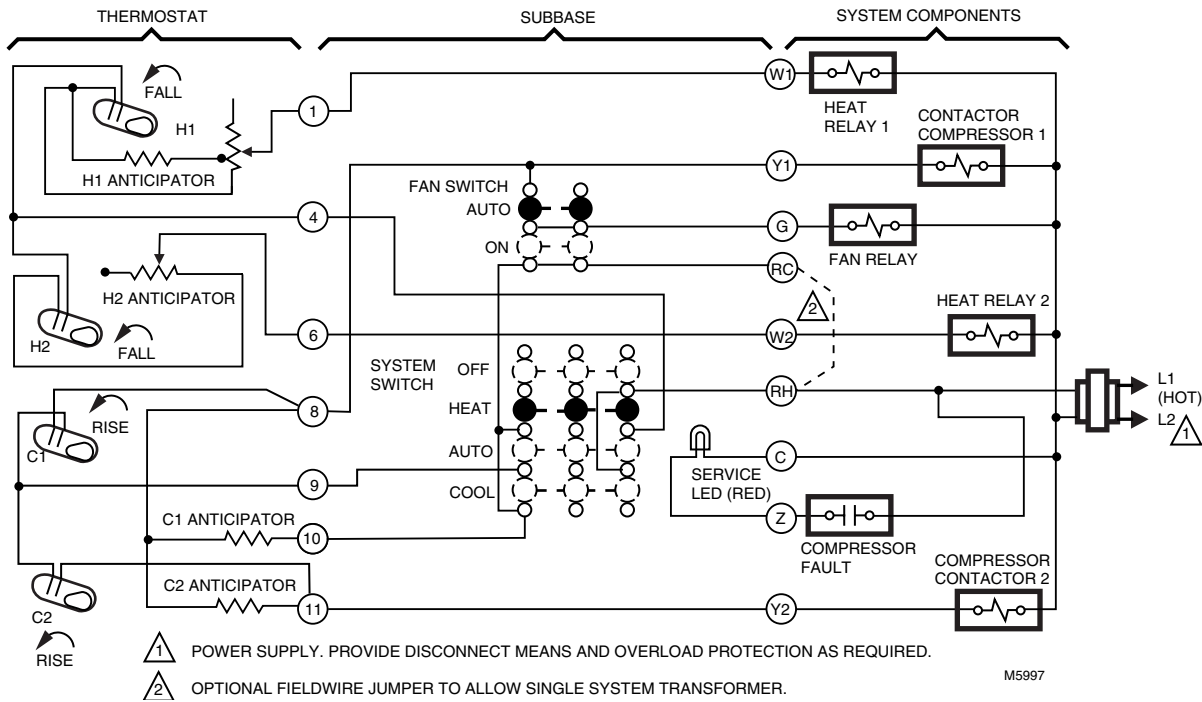 THERMOSTAT
SUBBASE
SYSTEM COMPONENTS
FALL
H1
H1 ANTICIPATOR
1
W1
HEAT
RELAY 1
CONTACTOR
COMPRESSOR 1
Y1
FAN SWITCH
AUTO
ON
4
G
FAN RELAY
RC
H2 ANTICIPATOR
H2
FALL
6
2
W2
HEAT RELAY 2
SYSTEM
SWITCH
OFF
HEAT
AUTO
COOL
RH
L1
(HOT)
L2
1
8
RISE
C1
9
SERVICE
LED (RED)
C
Z
COMPRESSOR
FAULT
C1 ANTICIPATOR
10
C2 ANTICIPATOR
11
C2
RISE
Y2
COMPRESSOR
CONTACTOR 2
1 POWER SUPPLY. PROVIDE DISCONNECT MEANS AND OVERLOAD PROTECTION AS REQUIRED.
2 OPTIONAL FIELDWIRE JUMPER TO ALLOW SINGLE SYSTEM TRANSFORMER.
M5997